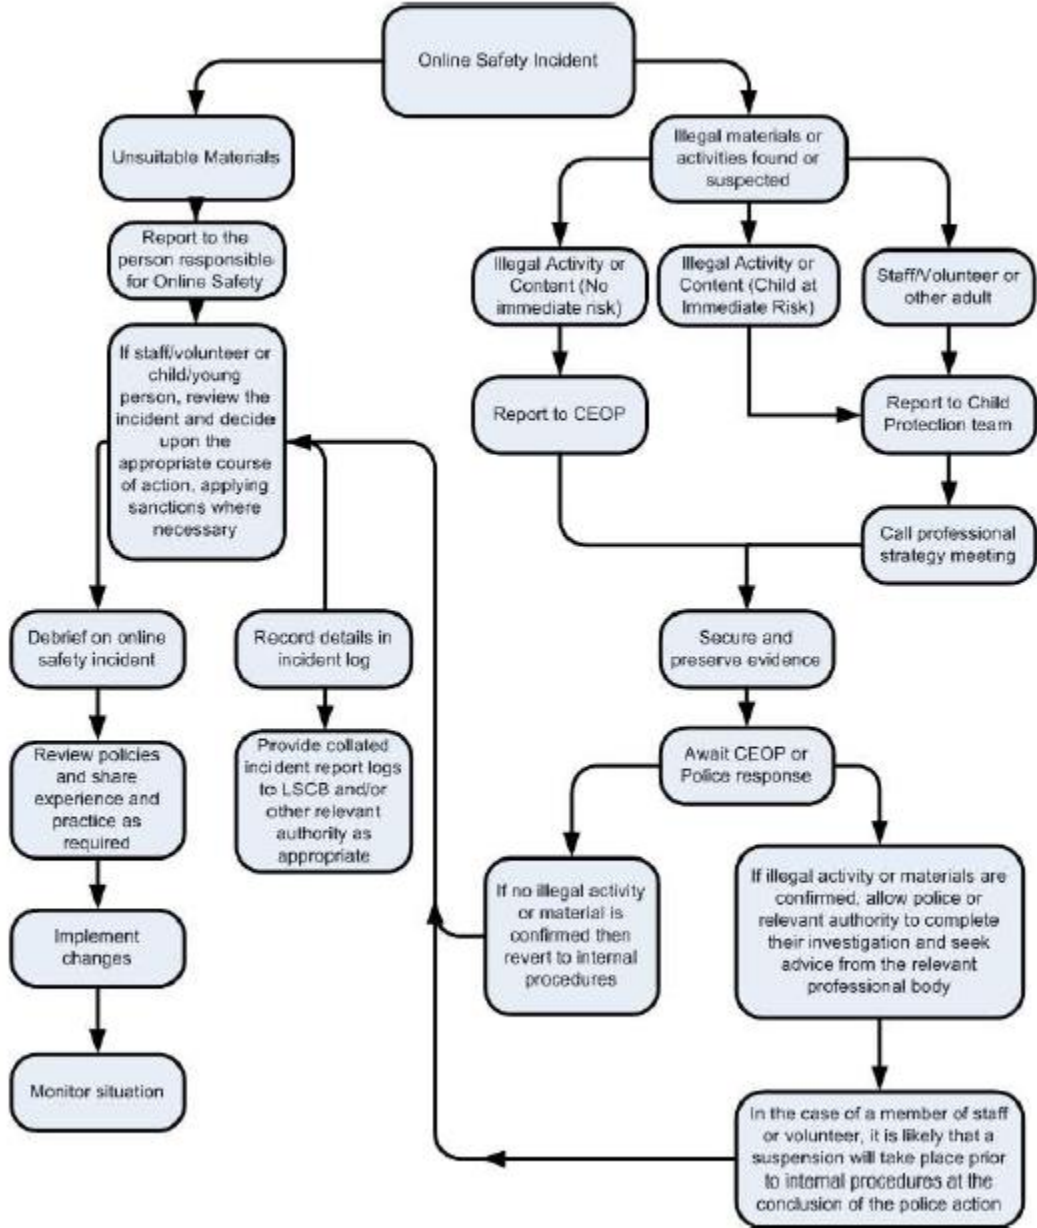 Online Safety Incident
Unsuitable Materials
Report to the
person responsible
for Online Safety
If staff/volunteer or
child/young
person, review the
incident and decide
upon the
appropriate course
of action, applying
sanctions where
necessary
Debrief on online
safety incident
Review policies
and share
experience and
practice as
required
Implement
changes
Monitor situation
Record details in
incident log
Provide collated
incident report logs
to LSCB and/or
other relevant
authority as
appropriate
Illegal materials or
activities found or
suspected
Illegal Activity or
Content (No
immediate risk)
Illegal Activity or
Content (Child at
Immediate Risk)
Staff/Volunteer or
other adult
Report to CEOP
Report to Child
Protection team
Call professional
strategy meeting
Secure and
preserve evidence
Await CEOP or
Police response
If no illegal activity
or material is
confirmed then
revert to internal
procedures
If illegal activity or materials are
confirmed, allow police or
relevant authority to complete
their investigation and seek
advice from the relevant
professional body
In the case of a member of staff
or volunteer, it is likely that a
suspension will take place prior
to internal procedures at the
conclusion of the police action